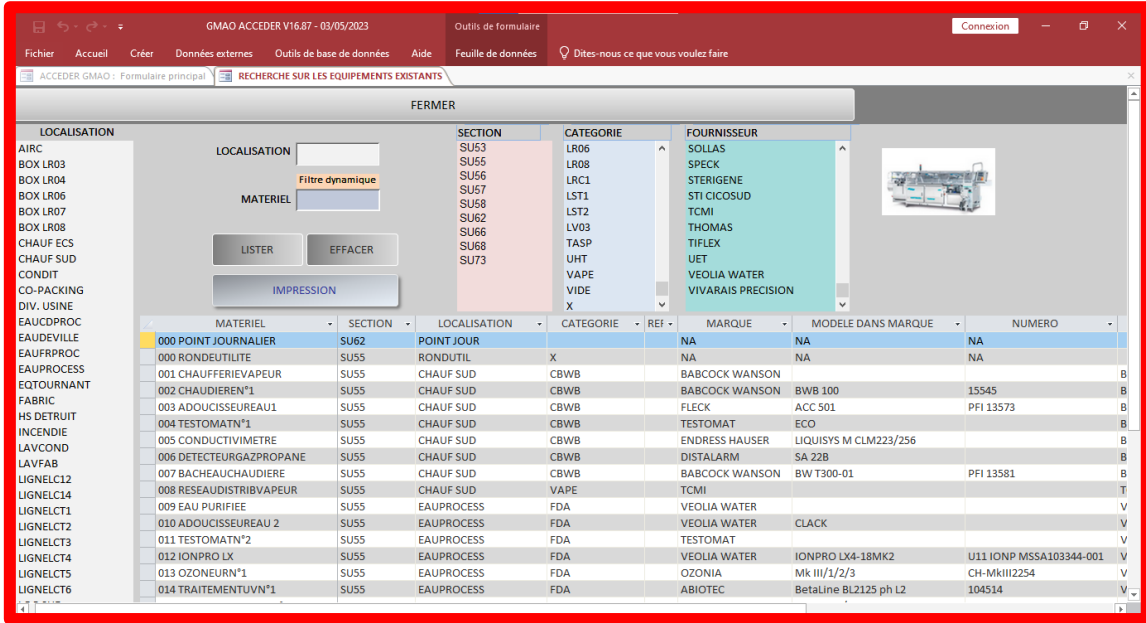 GMAO ACCEDER V16.87 - 03/05/2023 Outils de formulaire Connexion
Fichier Accueil Créer Données externes Outils de base de données Aide Feuille de données Dites-nous ce que vous voulez faire
ACCEDER GMAO : Formulaire principal RECHERCHE SUR LES EQUIPEMENTS EXISTANTS
FERMER
LOCALISATION
AIRC
BOX LR03
BOX LR04
BOX LR06
BOX LR07
BOX LR08
CHAUF ECS
CHAUF SUD
CONDIT
CO-PACKING
DIV. USINE
EAUCDPROC
EAUDEVILLE
EAUFRPROC
EAUPROCESS
EQTOURNANT
FABRIC
HS DETRUIT
INCENDIE
LAVCOND
LAVFAB
LIGNELC12
LIGNELC14
LIGNELCT1
LIGNELCT2
LIGNELCT3
LIGNELCT4
LIGNELCT5
LIGNELCT6
LOCALISATION
Filtre dynamique
MATERIEL
LISTER EFFACER
IMPRESSION
SECTION
SU53
SU55
SU56
SU57
SU58
SU62
SU66
SU68
SU73
CATEGORIE
LR06
LR08
LRC1
LST1
LST2
LV03
TASP
UHT
VAPE
VIDE
X
FOURNISSEUR
SOLLAS
SPECK
STERIGENE
STI CICOSUD
TCMI
THOMAS
TIFLEX
UET
VEOLIA WATER
VIVARAIS PRECISION
MATERIEL SECTION LOCALISATION CATEGORIE REF MARQUE MODELE DANS MARQUE NUMERO
000 POINT JOURNALIER SU62 POINT JOUR NA NA NA
000 RONDEUTILITE SU55 RONDUTIL X NA NA NA
001 CHAUFFERIEVAPEUR SU55 CHAUF SUD CBWB BABCOCK WANSON B
002 CHAUDIEREN°1 SU55 CHAUF SUD CBWB BABCOCK WANSON BWB 100 15545 B
003 ADOUCISSEUREAU1 SU55 CHAUF SUD CBWB FLECK ACC 501 PFI 13573 B
004 TESTOMATN°1 SU55 CHAUF SUD CBWB TESTOMAT ECO B
005 CONDUCTIVIMETRE SU55 CHAUF SUD CBWB ENDRESS HAUSER LIQUISYS M CLM223/256 B
006 DETECTEURGAZPROPANE SU55 CHAUF SUD CBWB DISTALARM SA 22B B
007 BACHEAUCHAUDIERE SU55 CHAUF SUD CBWB BABCOCK WANSON BW T300-01 PFI 13581 B
008 RESEAUDISTRIBVAPEUR SU55 CHAUF SUD VAPE TCMI T
009 EAU PURIFIEE SU55 EAUPROCESS FDA VEOLIA WATER V
010 ADOUCISSEUREAU 2 SU55 EAUPROCESS FDA VEOLIA WATER CLACK V
011 TESTOMATN°2 SU55 EAUPROCESS FDA TESTOMAT V
012 IONPRO LX SU55 EAUPROCESS FDA VEOLIA WATER IONPRO LX4-18MK2 U11 IONP MSSA103344-001 V
013 OZONEURN°1 SU55 EAUPROCESS FDA OZONIA Mk III/1/2/3 CH-MkIII2254 V
014 TRAITEMENTUVN°1 SU55 EAUPROCESS FDA ABIOTEC BetaLine BL2125 ph L2 104514 V